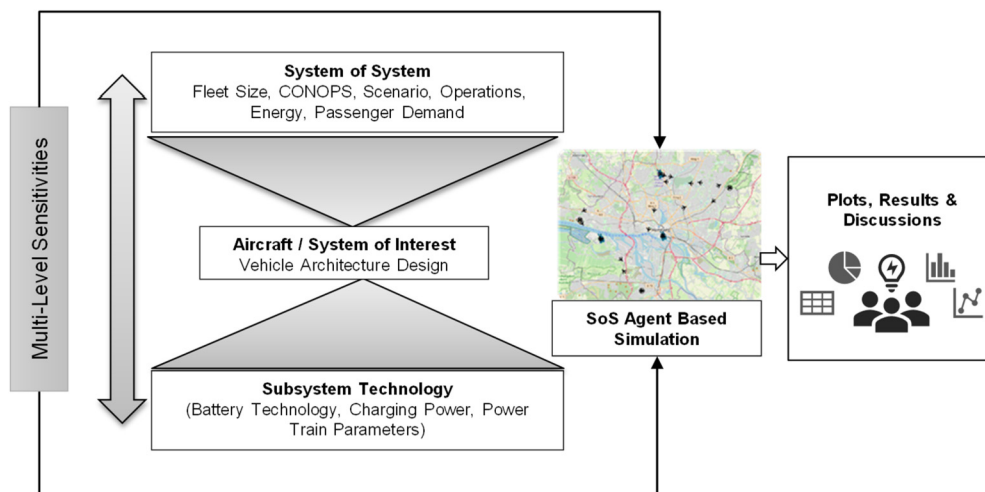 Multi-Level Sensitivities
System of System
Fleet Size, CONOPS, Scenario, Operations,
Energy, Passenger Demand
Aircraft / System of Interest
Vehicle Architecture Design
Subsystem Technology
(Battery Technology, Charging Power, Power
Train Parameters)
SoS Agent Based
Simulation
Plots, Results &
Discussions